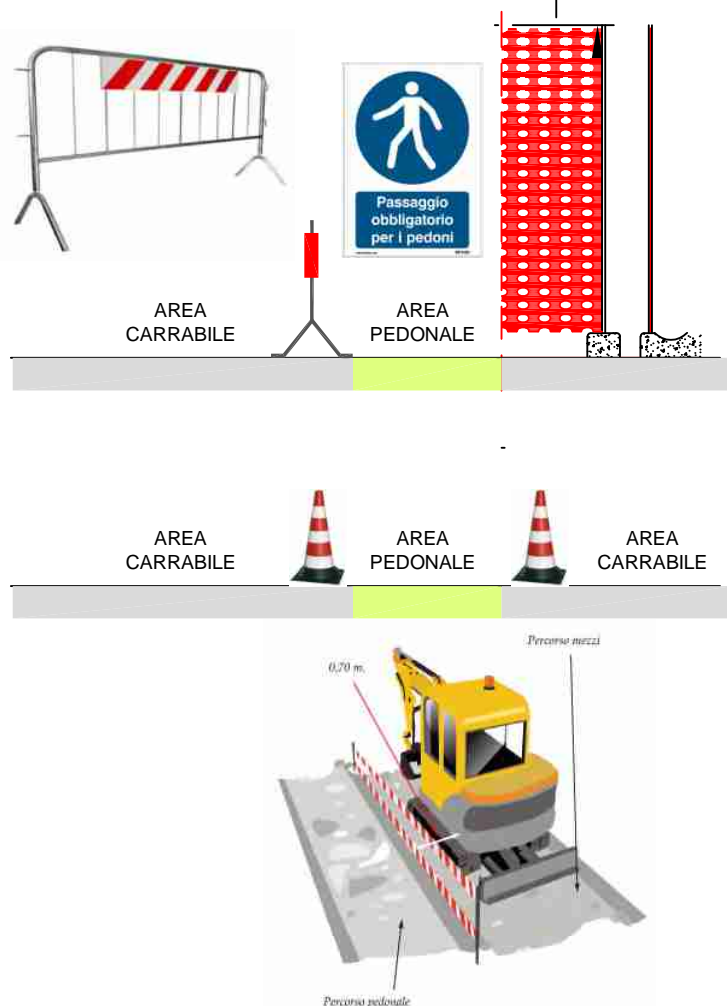 Passaggio
obbligatorio
per i pedoni
AREA
CARRABILE
AREA
PEDONALE
AREA
CARRABILE
AREA
PEDONALE
AREA
CARRABILE
Percorso mezzi
0,70 m.
Percorso pedonale